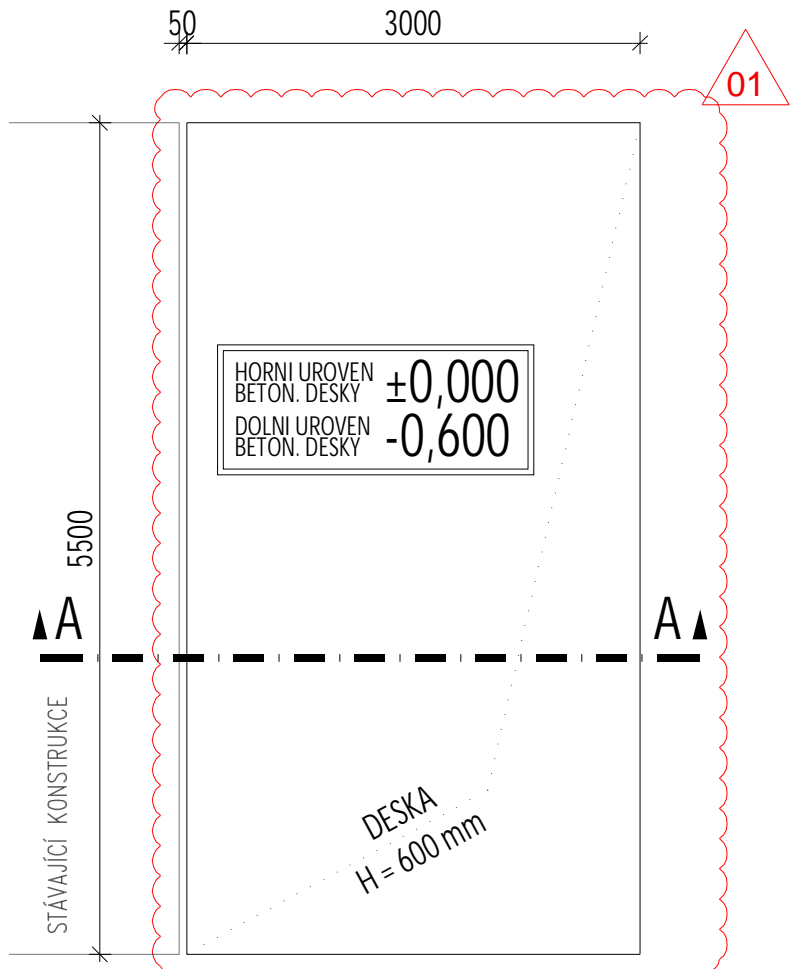 50
3000
01
HORNI UROVEN
BETON. DESKY
±0,000
DOLNI UROVEN
BETON. DESKY
-0,600
5500
A
A
STÁVAJÍCÍ KONSTRUKCE
DESKA
H = 600 mm